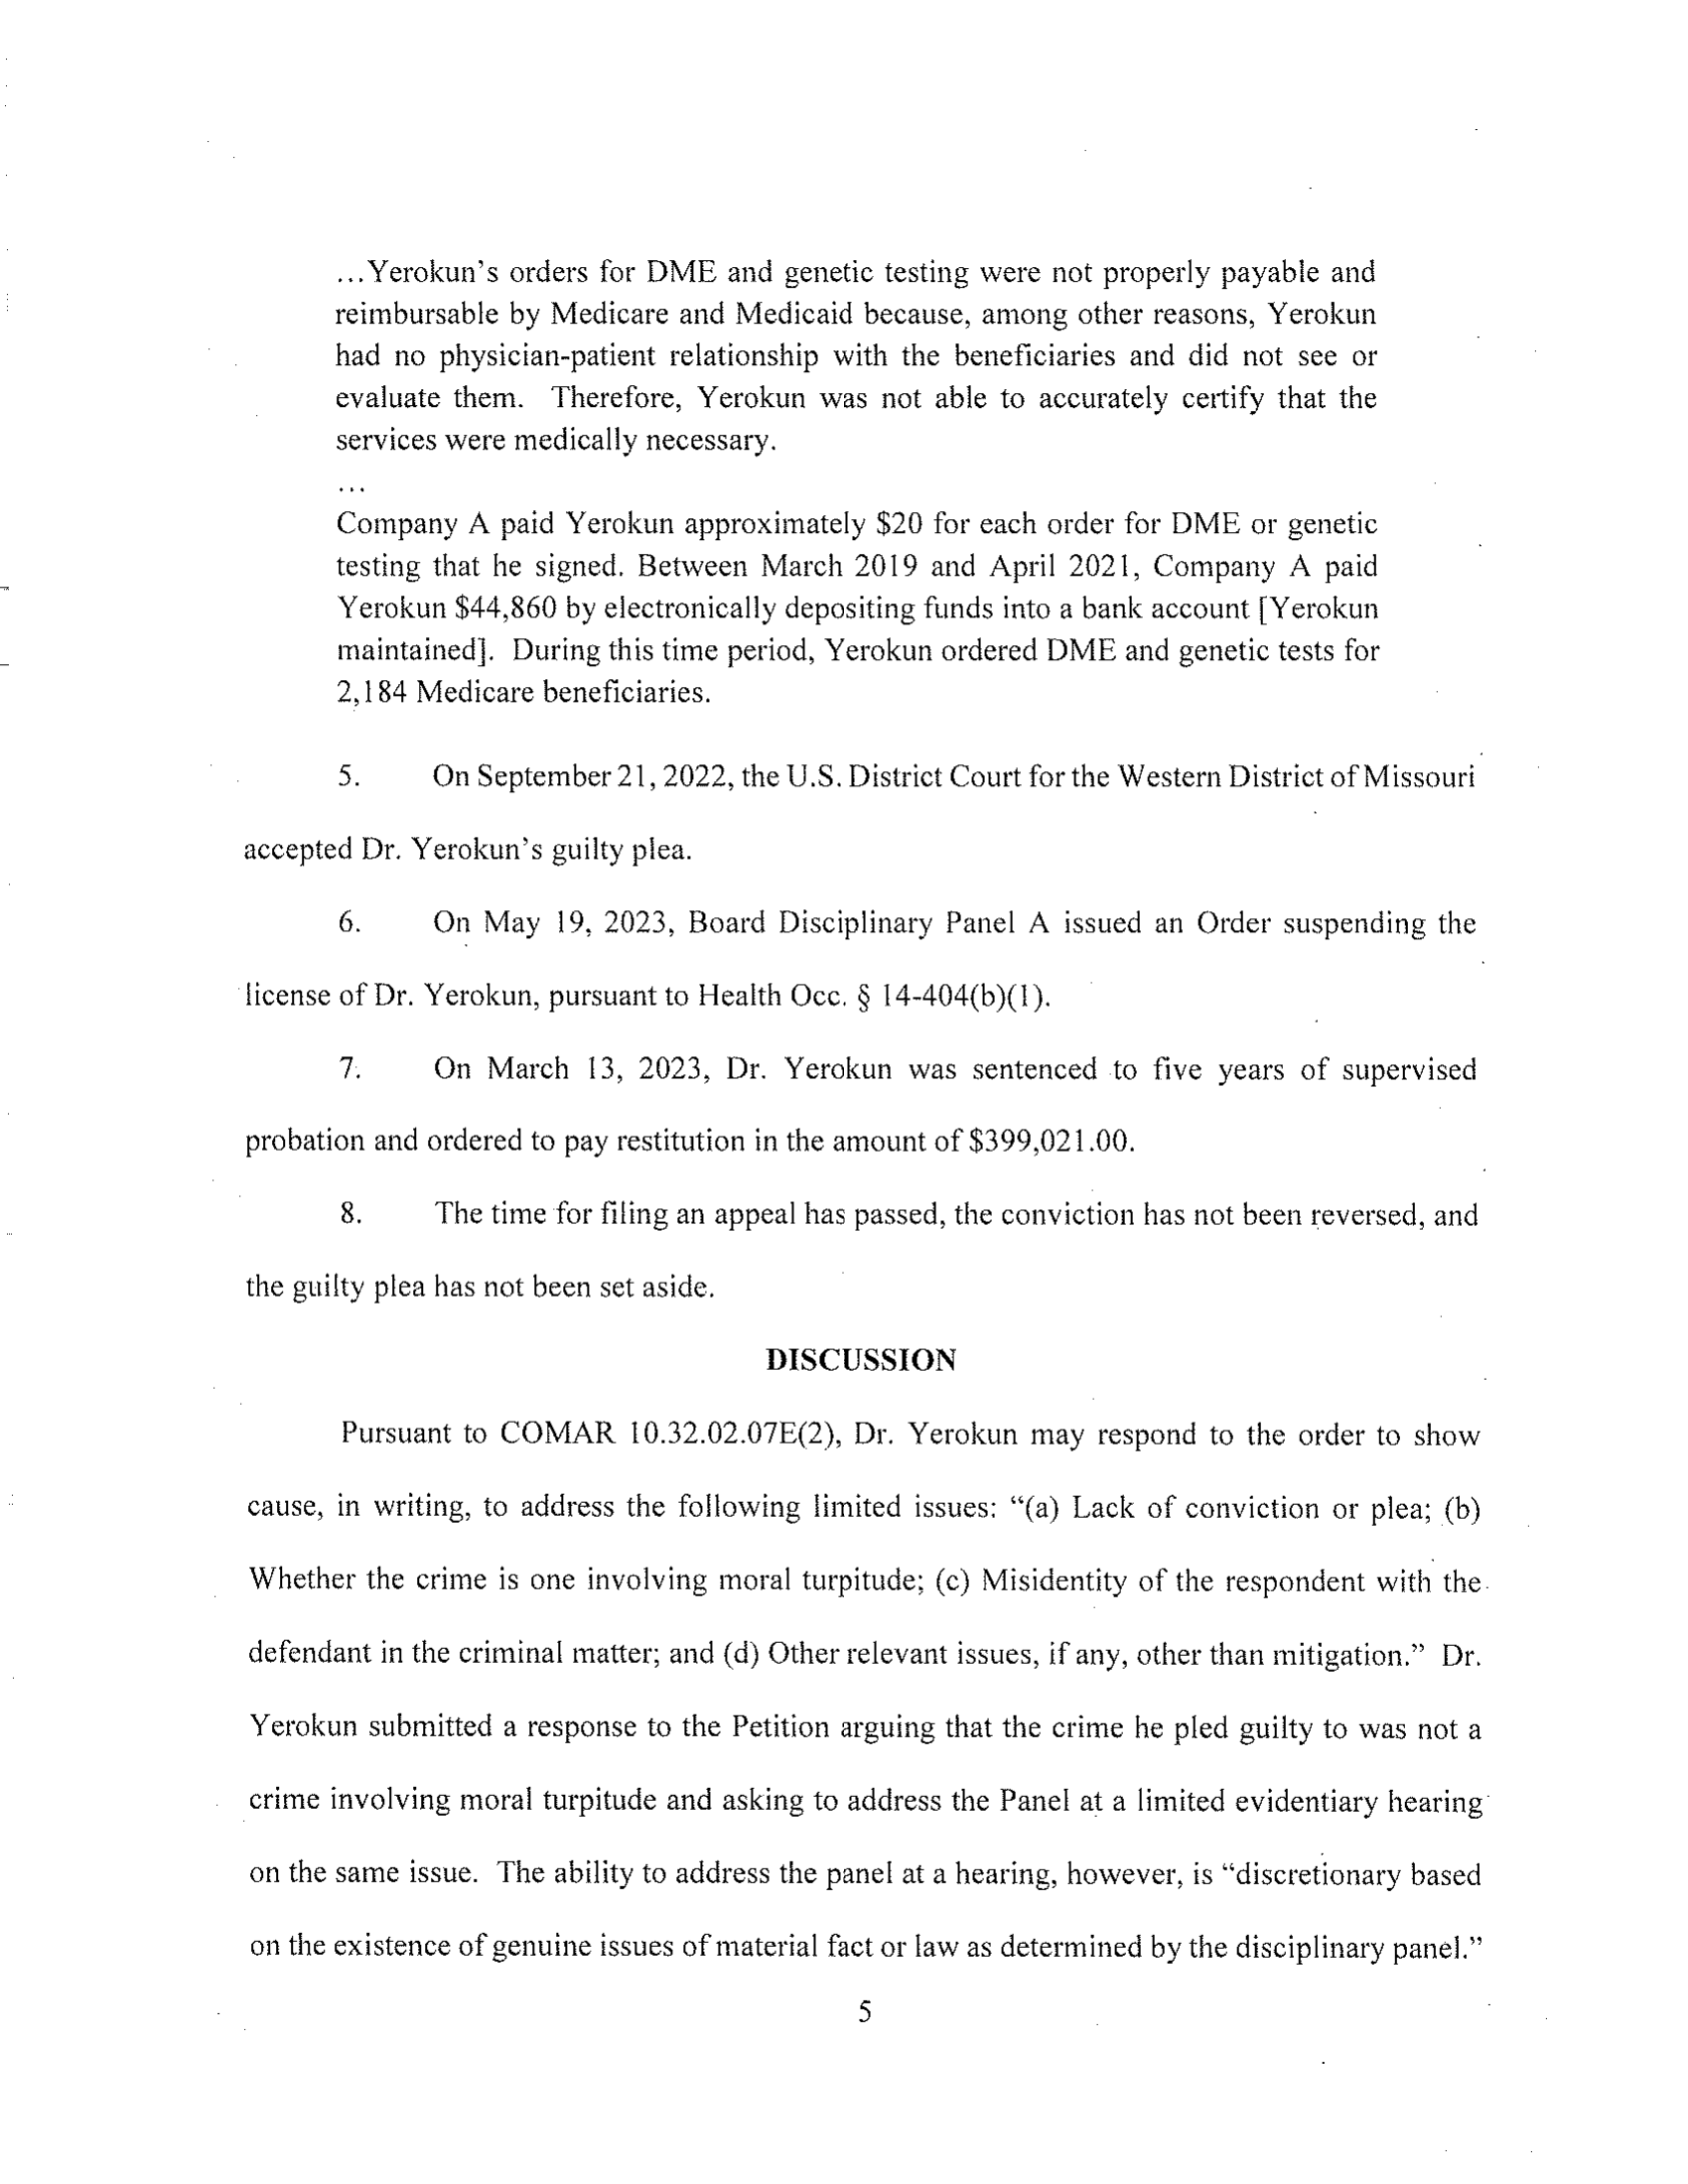 ...Yerokun's orders for DME and genetic testing were not properly payable and
reimbursable by Medicare and Medicaid because, among other reasons, Yerokun
had no physician-patient relationship with the beneficiaries and did not see or
evaluate them. Therefore, Yerokun was not able to accurately certify that the
services were medically necessary.
...
Company A paid Yerokun approximately $20 for each order for DME or genetic
testing that he signed. Between March 2019 and April 2021, Company A paid
Yerokun $44,860 by electronically depositing funds into a bank account [Yerokun
maintained]. During this time period, Yerokun ordered DME and genetic tests for
2,184 Medicare beneficiaries.
5. On September 21, 2022, the U.S. District Court for the Western District of Missouri
accepted Dr. Yerokun's guilty plea.
6. On May 19, 2023, Board Disciplinary Panel A issued an Order suspending the
license of Dr. Yerokun, pursuant to Health Occ. § 14-404(b)(1).
7. On March 13, 2023, Dr. Yerokun was sentenced to five years of supervised
probation and ordered to pay restitution in the amount of $399,021.00.
8. The time for filing an appeal has passed, the conviction has not been reversed, and
the guilty plea has not been set aside.
DISCUSSION
Pursuant to COMAR 10.32.02.07E(2), Dr. Yerokun may respond to the order to show
cause, in writing, to address the following limited issues: "(a) Lack of conviction or plea; (b)
Whether the crime is one involving moral turpitude; (c) Misidentity of the respondent with the
defendant in the criminal matter; and (d) Other relevant issues, if any, other than mitigation." Dr.
Yerokun submitted a response to the Petition arguing that the crime he pled guilty to was not a
crime involving moral turpitude and asking to address the Panel at a limited evidentiary hearing
on the same issue. The ability to address the panel at a hearing, however, is "discretionary based
on the existence of genuine issues of material fact or law as determined by the disciplinary panel."
5